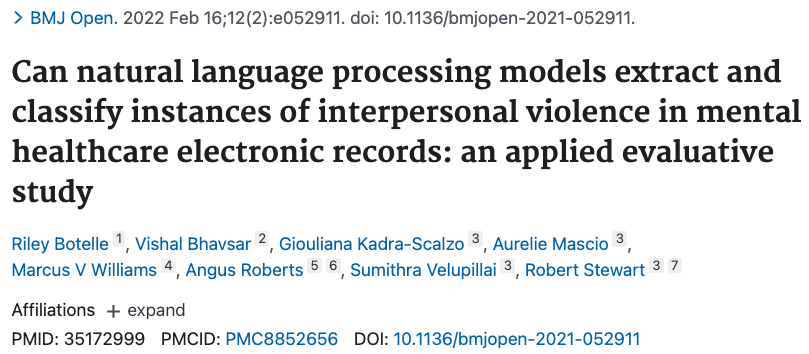 > BMJ Open. 2022 Feb 16;12(2):e052911. doi: 10.1136/bmjopen-2021-052911.
Can natural language processing models extract and
classify instances of interpersonal violence in mental
healthcare electronic records: an applied evaluative
study
Riley Botelle 1, Vishal Bhavsar 2, Giouliana Kadra-Scalzo 3, Aurelie Mascio 3,
Marcus V Williams 4, Angus Roberts 5 6, Sumithra Velupillai 3, Robert Stewart 3 7
Affiliations + expand
PMID: 35172999 PMCID: PMC8852656 DOI: 10.1136/bmjopen-2021-052911